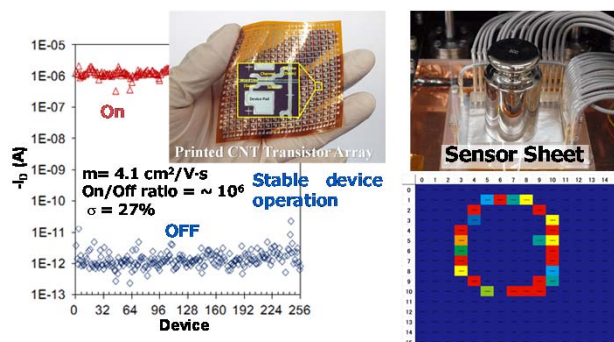 1E-05
1E-06
1E-07
1E-08
1E-09
1E-10
1E-11
1E-12
1E-13
-I_D (A)
On
m= 4.1 cm²/V·s
On/Off ratio = ~ 10⁶
σ = 27%
OFF
0 32 64 96 128 160 192 224 256
Device
Device Pad
Printed CNT Transistor Array
Stable device
operation
Sensor Sheet
0 1 2 3 4 5 6 7 8 9 10 11 12 13 14
1
2
3
4
5
6
7
8
9
10
11
12
13
14